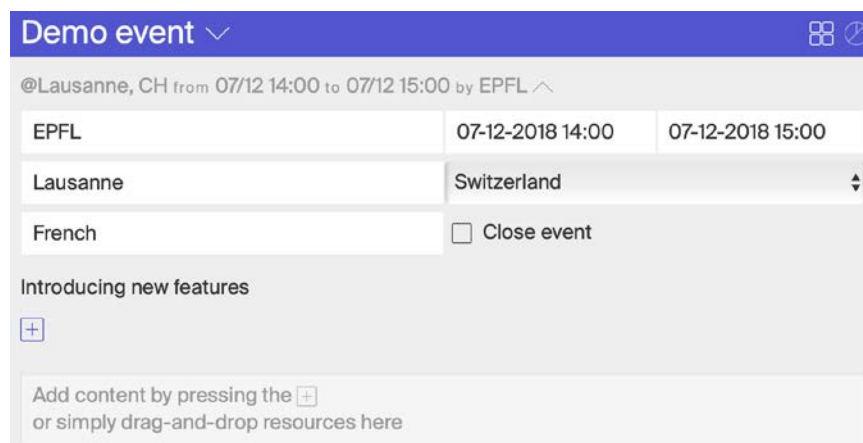 Demo event
@Lausanne, CH from 07/12 14:00 to 07/12 15:00 by EPFL
EPFL 07-12-2018 14:00 07-12-2018 15:00
Lausanne Switzerland
French Close event
Introducing new features
Add content by pressing the
or simply drag-and-drop resources here